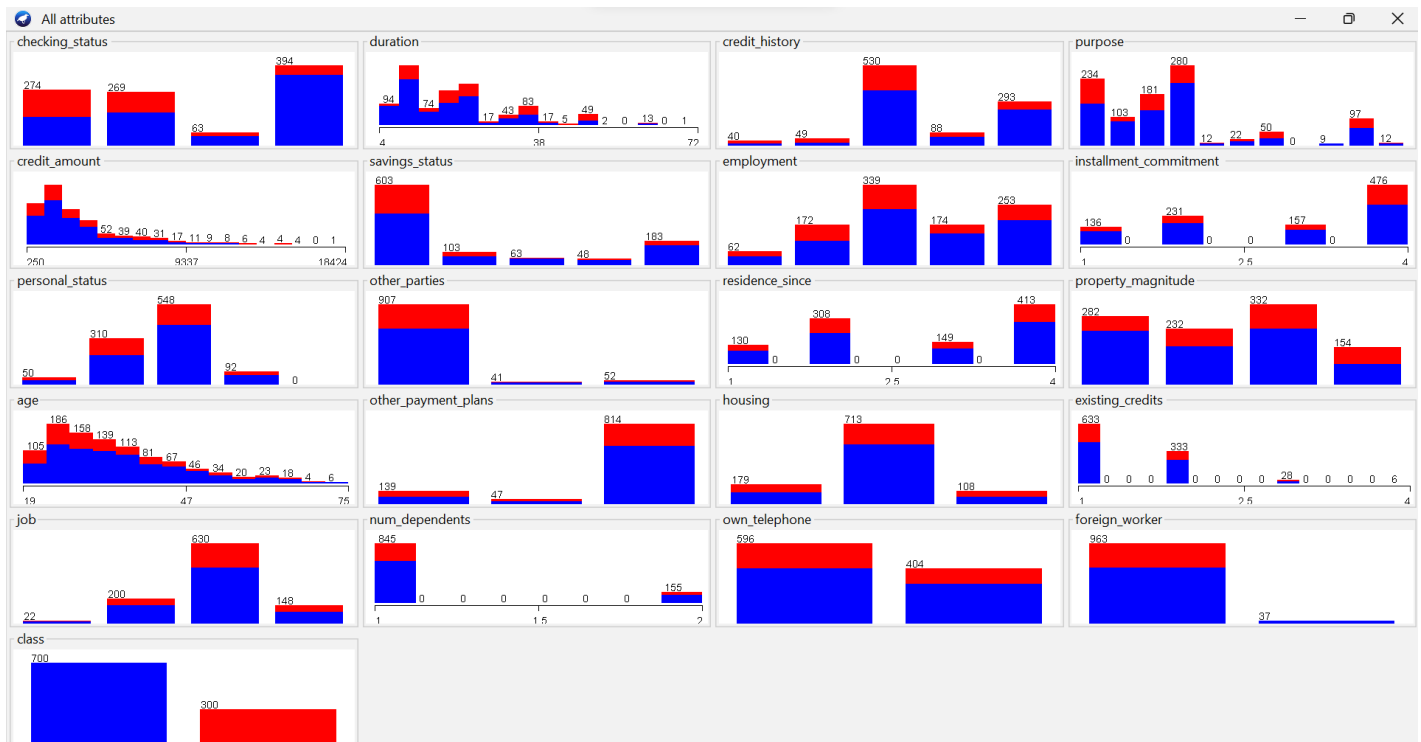 All attributes
checking_status duration credit_history purpose
274 269 63 394
94 74 17 43 83 17 5 49 2 0 13 0 1
4 38 72
40 49 530 88 293
234 103 181 280 12 22 50 0 9 97 12
credit_amount savings_status employment installment_commitment
52 39 40 31 17 11 9 8 6 4 4 4 0 1
250 9337 18424
603 103 63 48 183
62 172 339 174 253
136 0 231 0 0 157 0 476
1 2.5 4
personal_status other_parties residence_since property_magnitude
50 310 548 92 0
907 41 52
130 0 308 0 0 149 0 413
1 2.5 4
282 232 332 154
age other_payment_plans housing existing_credits
105 186 158 139 113 81 67 46 34 20 23 18 4 6
19 47 75
139 47 814
179 713 108
633 0 0 0 333 0 0 0 0 28 0 0 0 0 6
1 2.5 4
job num_dependents own_telephone foreign_worker
22 200 630 148
845 0 0 0 0 0 0 155
1 1.5 2
596 404
963 37
class
700 300